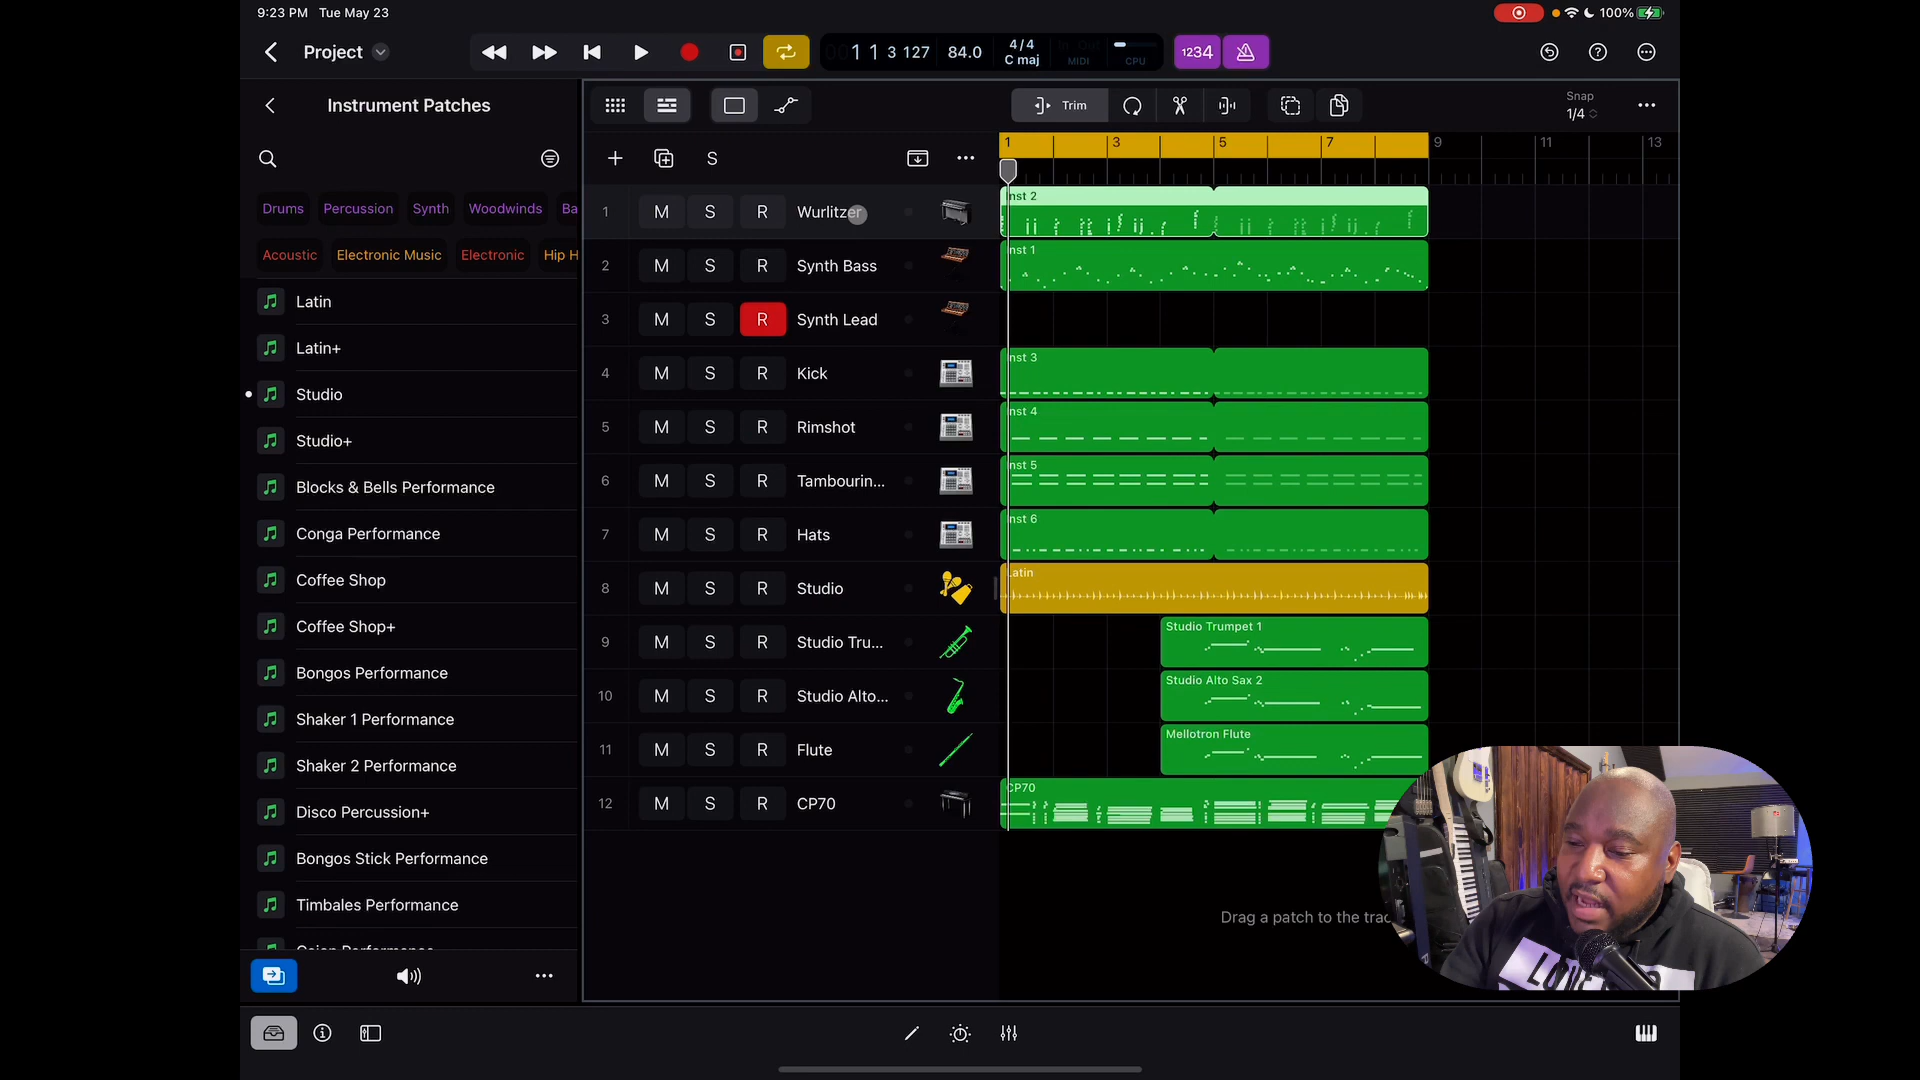 9:23 PM Tue May 23
100%
Project
11 3 127
84.0
4/4
C maj
In Out
MIDI
CPU
1234
Instrument Patches
Trim
Snap
1/4
S
1 3 5 7 9 11 13
Drums Percussion Synth Woodwinds Ba
Acoustic Electronic Music Electronic Hip H
Latin
Latin+
Studio
Studio+
Blocks & Bells Performance
Conga Performance
Coffee Shop
Coffee Shop+
Bongos Performance
Shaker 1 Performance
Shaker 2 Performance
Disco Percussion+
Bongos Stick Performance
Timbales Performance
1 M S R Wurlitzer
Inst 2
2 M S R Synth Bass
Inst 1
3 M S R Synth Lead
4 M S R Kick
Inst 3
5 M S R Rimshot
Inst 4
6 M S R Tambourin...
Inst 5
7 M S R Hats
Inst 6
8 M S R Studio
Latin
9 M S R Studio Tru...
Studio Trumpet 1
10 M S R Studio Alto...
Studio Alto Sax 2
11 M S R Flute
Mellotron Flute
12 M S R CP70
CP70
Drag a patch to the trac